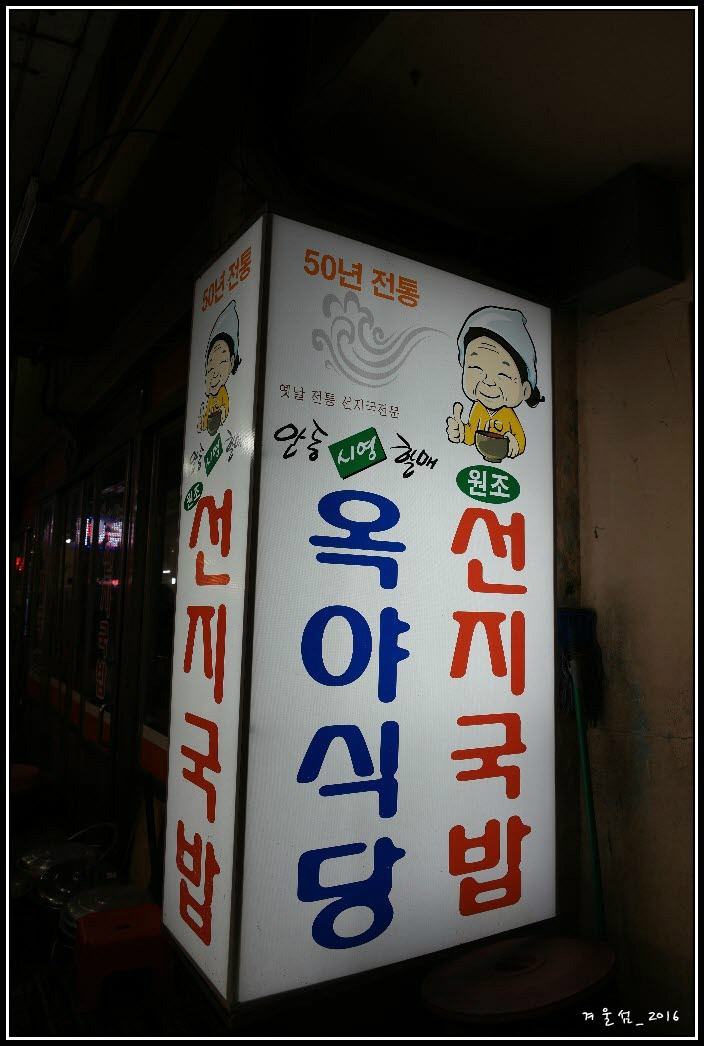 50년 전통
원조
선지국밥
50년 전통
옛날 전통 선지국전문
안호 시영 할매
옥야식당
원조
선지국밥
겨울섬_2016